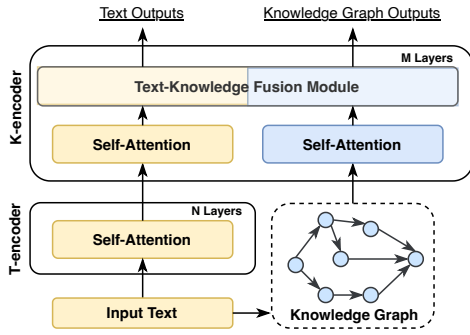 Text Outputs
Knowledge Graph Outputs
M Layers
Text-Knowledge Fusion Module
K-encoder
Self-Attention
Self-Attention
N Layers
T-encoder
Self-Attention
Input Text
Knowledge Graph